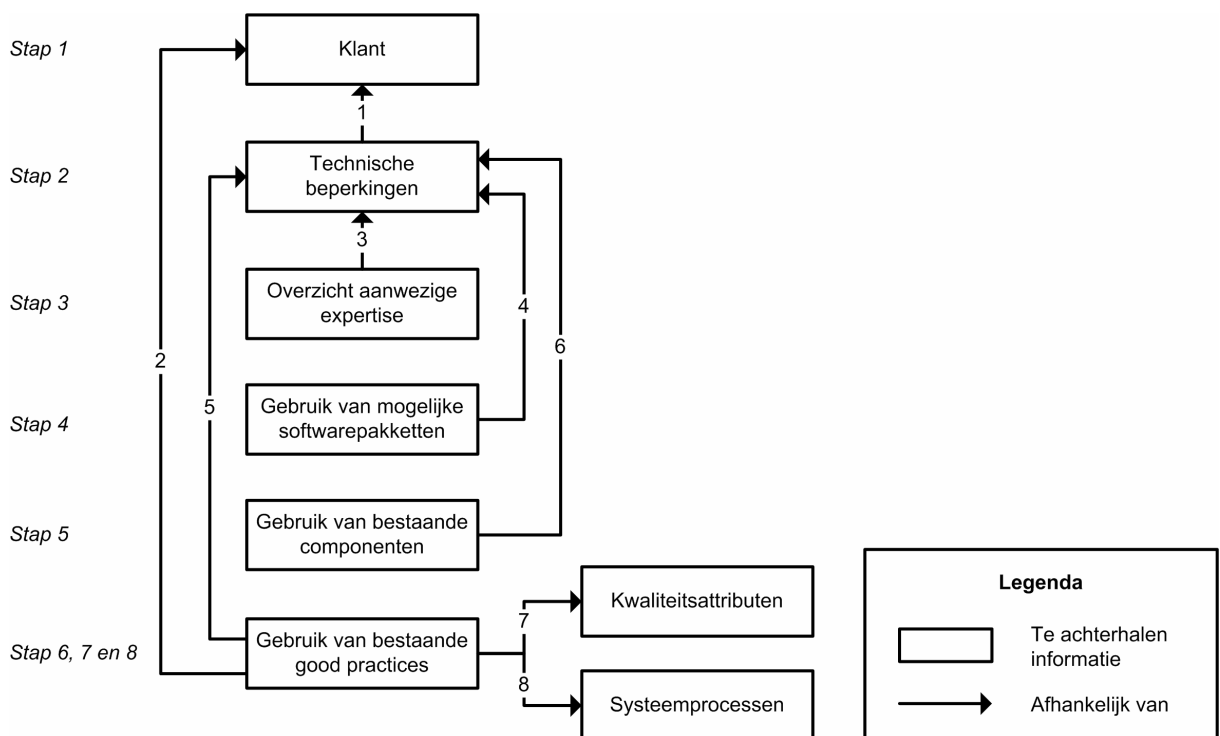 Stap 1
Klant
1
Stap 2
Technische
beperkingen
3
Stap 3
Overzicht aanwezige
expertise
4
6
2
5
Stap 4
Gebruik van mogelijke
softwarepakketten
Stap 5
Gebruik van bestaande
componenten
Stap 6, 7 en 8
Gebruik van bestaande
good practices
7
8
Kwaliteitsattributen
Systeemprocessen
Legenda
Te achterhalen
informatie
Afhankelijk van